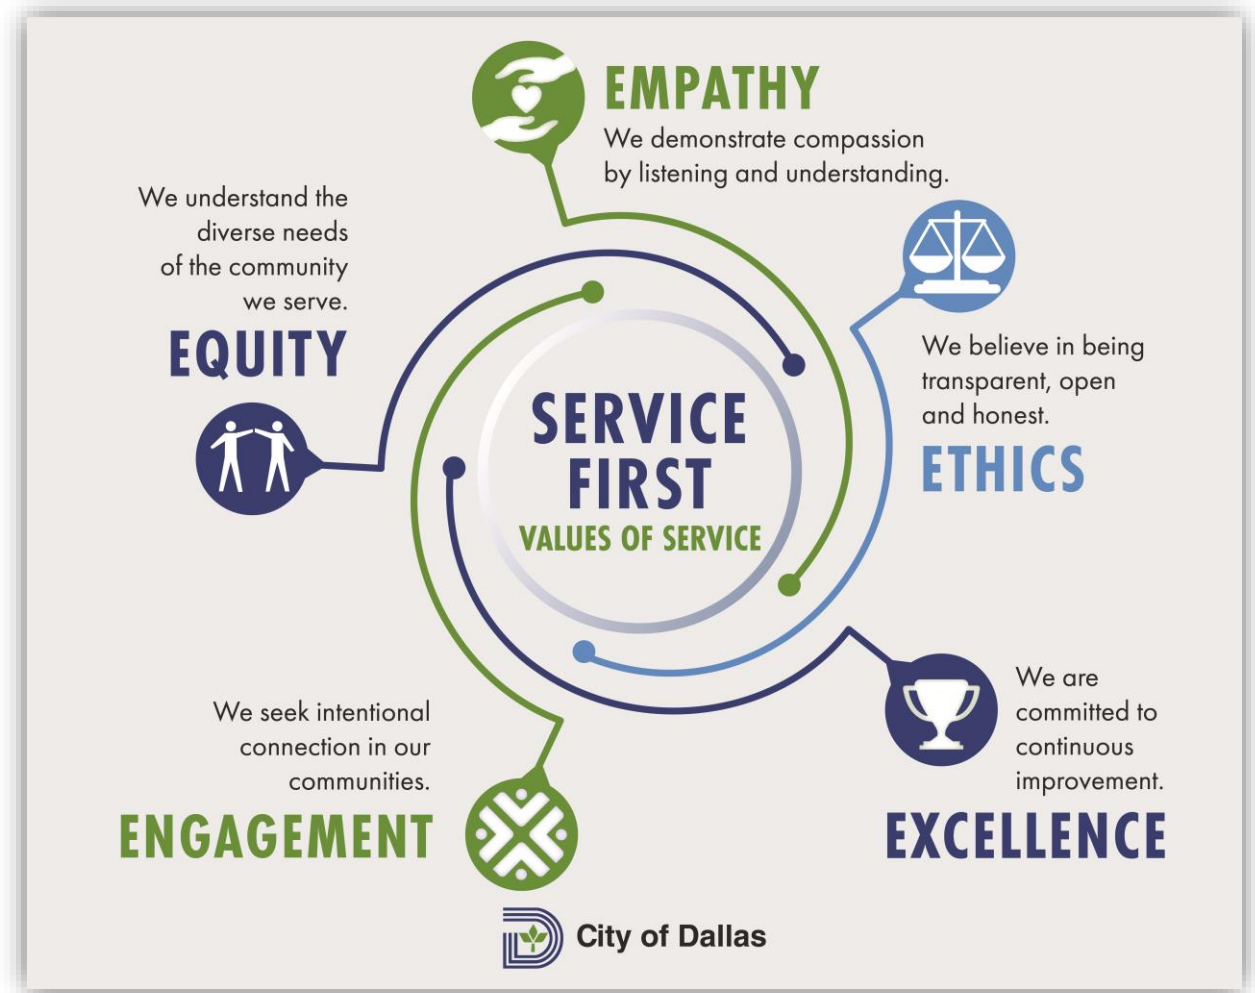 EMPATHY
We demonstrate compassion
by listening and understanding.
We believe in being
transparent, open
and honest.
ETHICS
We are
committed to
continuous
improvement.
EXCELLENCE
We seek intentional
connection in our
communities.
ENGAGEMENT
We understand the
diverse needs
of the community
we serve.
EQUITY
SERVICE
FIRST
VALUES OF SERVICE
City of Dallas